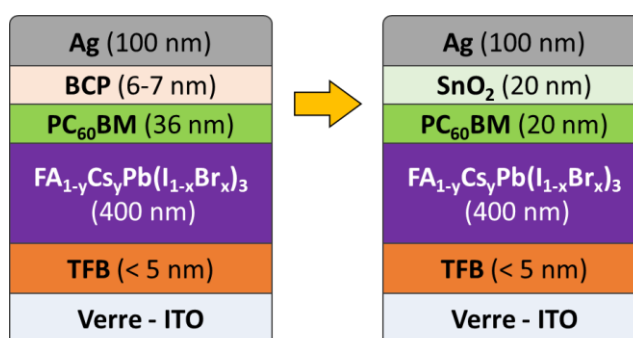 Ag (100 nm)
BCP (6-7 nm)
PC₆₀BM (36 nm)
FA₁₋yCsyPb(I₁₋ₓBrₓ)₃
(400 nm)
TFB (< 5 nm)
Verre - ITO
Ag (100 nm)
SnO₂ (20 nm)
PC₆₀BM (20 nm)
FA₁₋yCsyPb(I₁₋ₓBrₓ)₃
(400 nm)
TFB (< 5 nm)
Verre - ITO